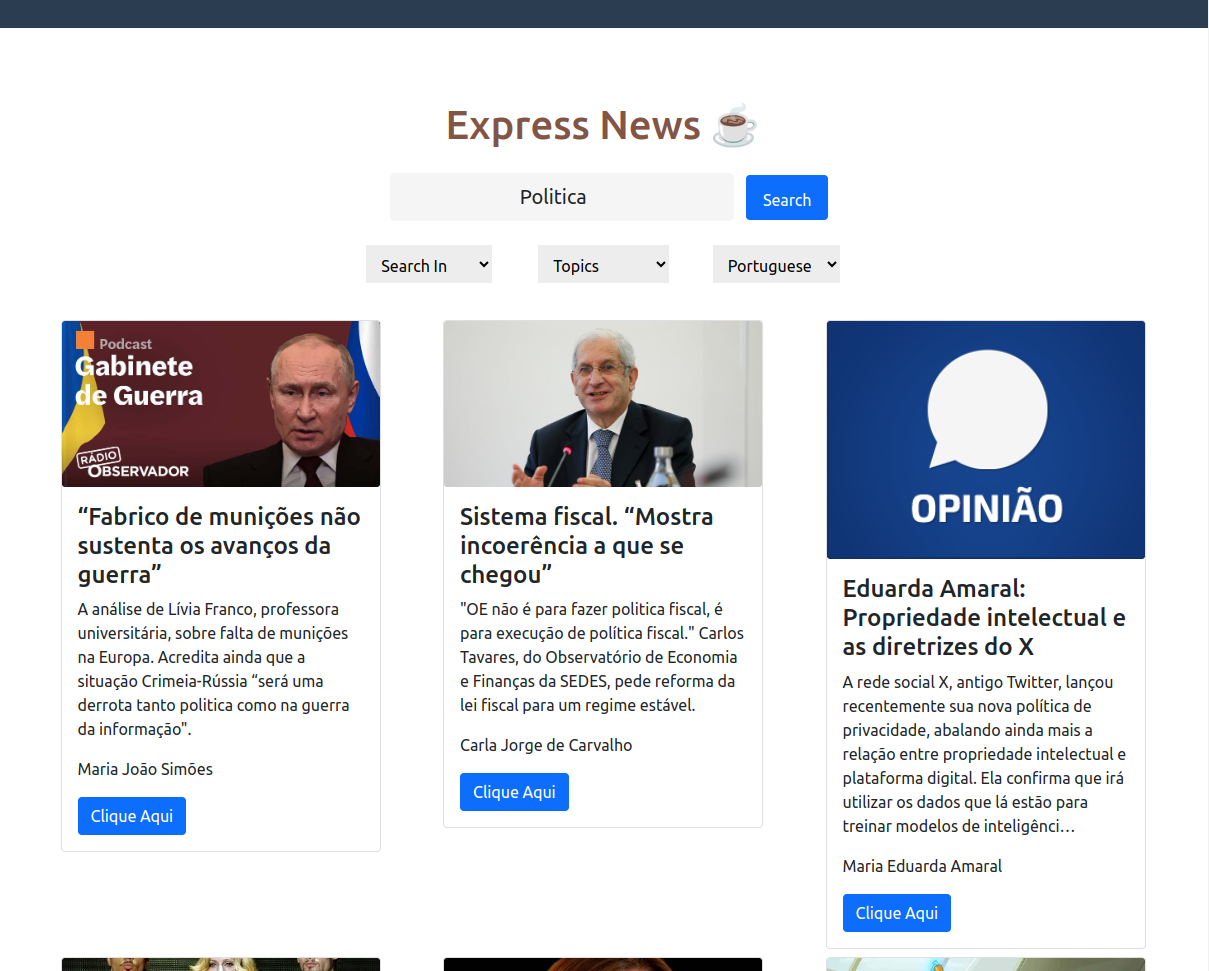 Express News
Politica
Search
Search In
Topics
Portuguese
Podcast
Gabinete
de Guerra
RÁDIO
OBSERVADOR
“Fabrico de munições não
sustenta os avanços da
guerra”
A análise de Lívia Franco, professora
universitária, sobre falta de munições
na Europa. Acredita ainda que a
situação Crimeia-Rússia “será uma
derrota tanto politica como na guerra
da informação".
Maria João Simões
Clique Aqui
Sistema fiscal. “Mostra
incoerência a que se
chegou”
"OE não é para fazer politica fiscal, é
para execução de política fiscal." Carlos
Tavares, do Observatório de Economia
e Finanças da SEDES, pede reforma da
lei fiscal para um regime estável.
Carla Jorge de Carvalho
Clique Aqui
OPINIÃO
Eduarda Amaral:
Propriedade intelectual e
as diretrizes do X
A rede social X, antigo Twitter, lançou
recentemente sua nova política de
privacidade, abalando ainda mais a
relação entre propriedade intelectual e
plataforma digital. Ela confirma que irá
utilizar os dados que lá estão para
treinar modelos de inteligênci…
Maria Eduarda Amaral
Clique Aqui